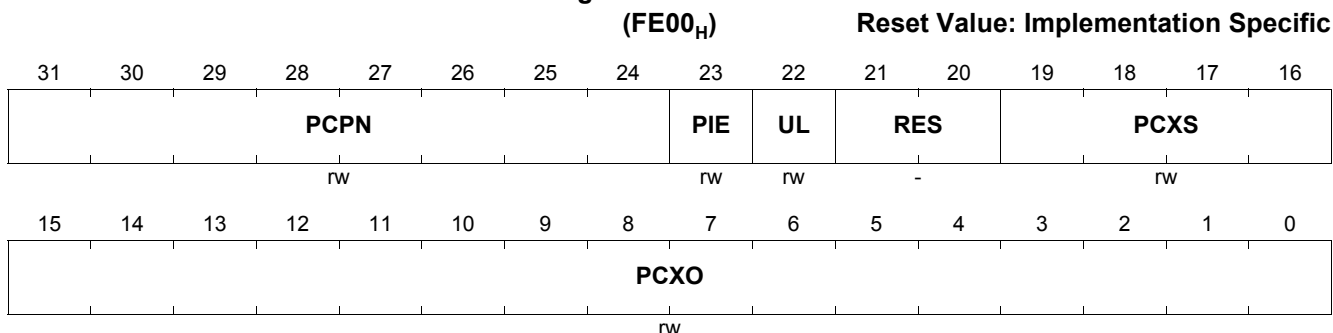 (FE00H) Reset Value: Implementation Specific
31 30 29 28 27 26 25 24 23 22 21 20 19 18 17 16
PCPN PIE UL RES PCXS
rw rw rw - rw
15 14 13 12 11 10 9 8 7 6 5 4 3 2 1 0
PCXO
rw